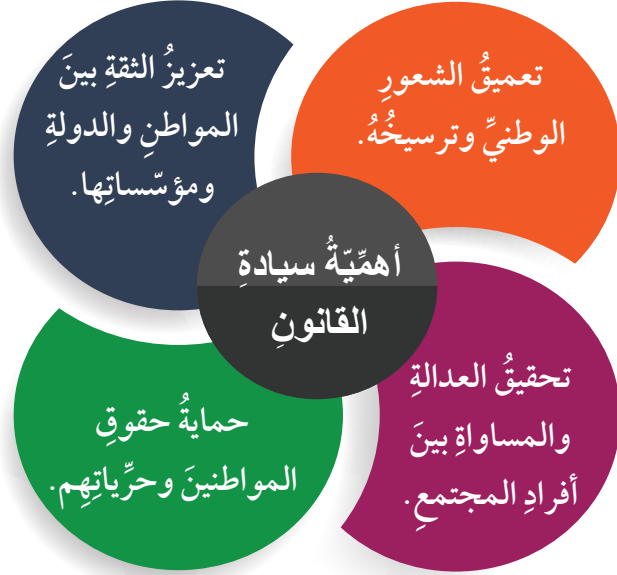 أهمِّيّةُ سيادةِ
القانونِ
تعميقُ الشعورِ
الوطنيِّ وترسيخُهُ.
تعزيزُ الثقةِ بينَ
المواطنِ والدولةِ
ومؤسّساتِها.
تحقيقُ العدالةِ
والمساواةِ بينَ
أفرادِ المجتمعِ.
حمايةُ حقوقِ
المواطنينَ وحرِّياتِهِم.